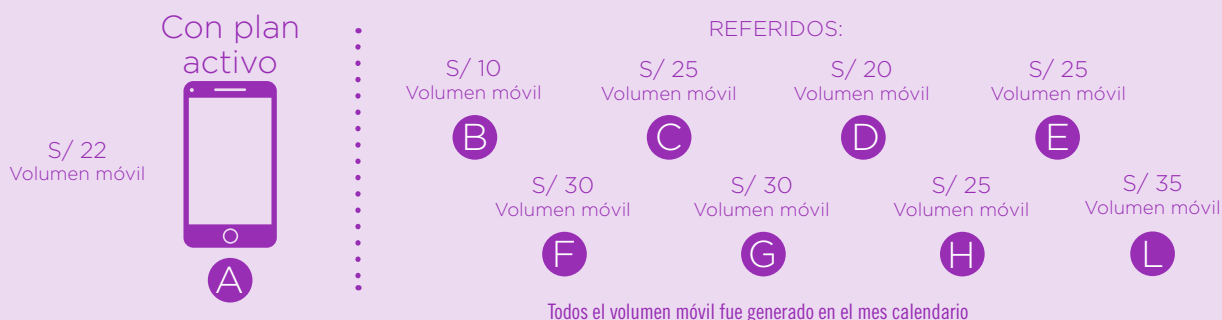 Con plan
activo
S/ 22
Volumen móvil
A
REFERIDOS:
S/ 10
Volumen móvil
B
S/ 25
Volumen móvil
C
S/ 20
Volumen móvil
D
S/ 25
Volumen móvil
E
S/ 30
Volumen móvil
F
S/ 30
Volumen móvil
G
S/ 25
Volumen móvil
H
S/ 35
Volumen móvil
L
Todos el volumen móvil fue generado en el mes calendario